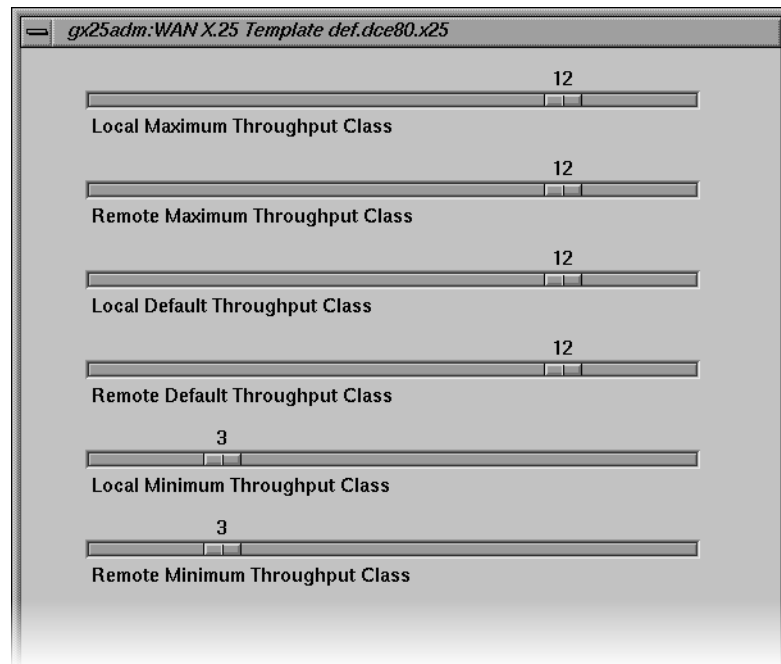 gx25adm:WAN X.25 Template def.dce80.x25
12
Local Maximum Throughput Class
12
Remote Maximum Throughput Class
12
Local Default Throughput Class
12
Remote Default Throughput Class
3
Local Minimum Throughput Class
3
Remote Minimum Throughput Class